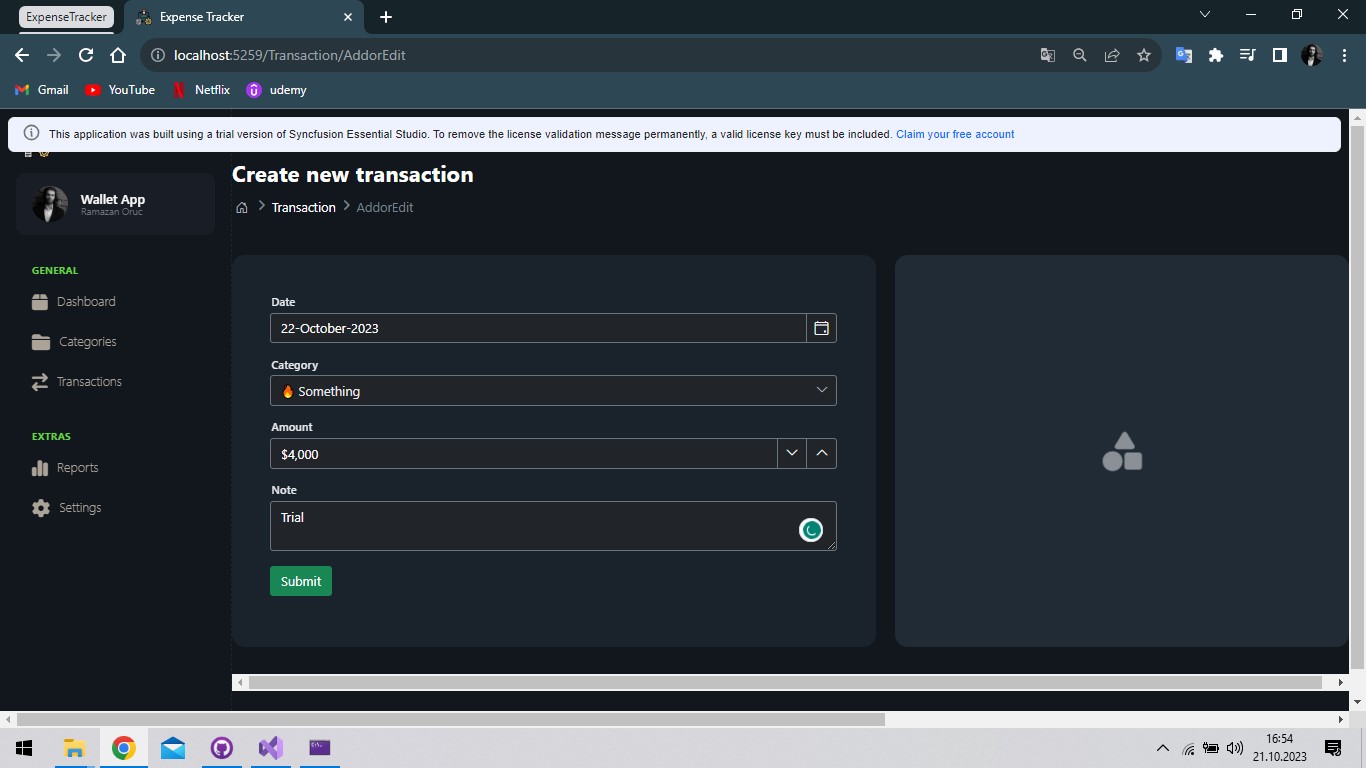 ExpenseTracker
Expense Tracker
localhost:5259/Transaction/AddorEdit
Gmail
YouTube
Netflix
udemy
This application was built using a trial version of Syncfusion Essential Studio. To remove the license validation message permanently, a valid license key must be included. Claim your free account
Wallet App
Ramazan Oruc
GENERAL
Dashboard
Categories
Transactions
EXTRAS
Reports
Settings
Create new transaction
Transaction
AddorEdit
Date
22-October-2023
Category
🔥 Something
Amount
$4,000
Note
Trial
Submit
16:54
21.10.2023